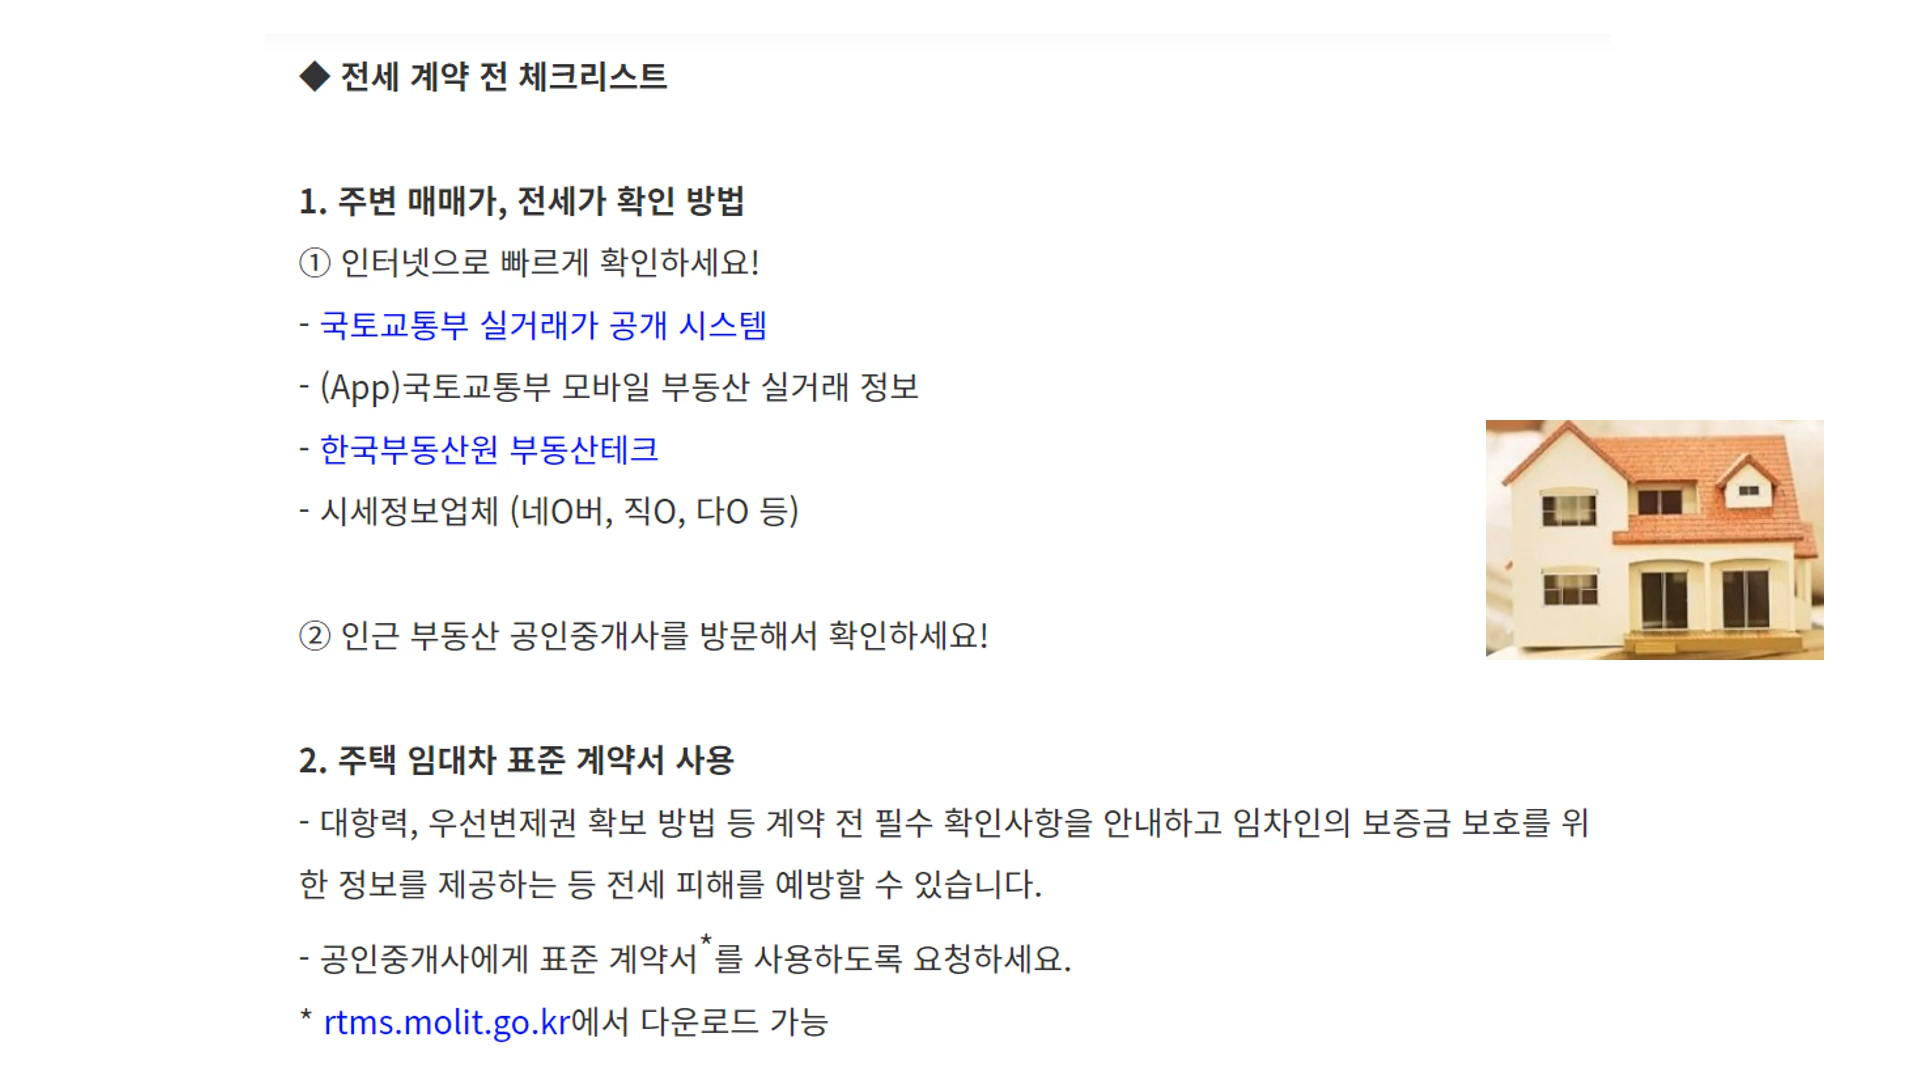 ◆ 전세 계약 전 체크리스트
1. 주변 매매가, 전세가 확인 방법
① 인터넷으로 빠르게 확인하세요!
- 국토교통부 실거래가 공개 시스템
- (App)국토교통부 모바일 부동산 실거래 정보
- 한국부동산원 부동산테크
- 시세정보업체 (네O버, 직O, 다O 등)
② 인근 부동산 공인중개사를 방문해서 확인하세요!
2. 주택 임대차 표준 계약서 사용
- 대항력, 우선변제권 확보 방법 등 계약 전 필수 확인사항을 안내하고 임차인의 보증금 보호를 위
한 정보를 제공하는 등 전세 피해를 예방할 수 있습니다.
- 공인중개사에게 표준 계약서*를 사용하도록 요청하세요.
* rtms.molit.go.kr에서 다운로드 가능